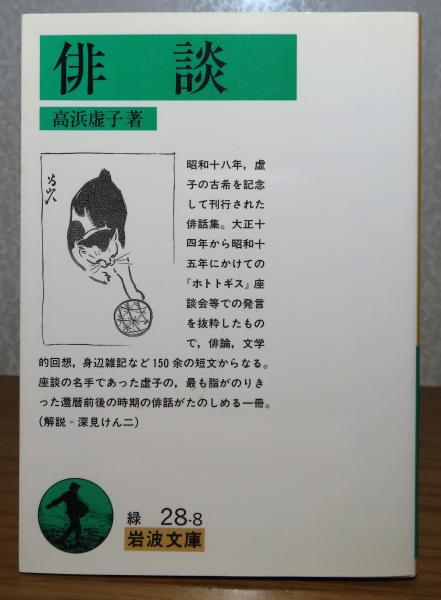 俳談
高浜虚子著
昭和十八年，虚
子の古希を記念
して刊行された
俳話集。大正十
四年から昭和十
五年にかけての
『ホトトギス』座
談会等での発言
を抜粋したもの
で，俳論，文学
的回想，身辺雑記など150余の短文からなる。
座談の名手であった虚子の，最も脂がのりき
った還暦前後の時期の俳話がたのしめる一冊。
（解説＝深見けん二）
緑 28-8
岩波文庫